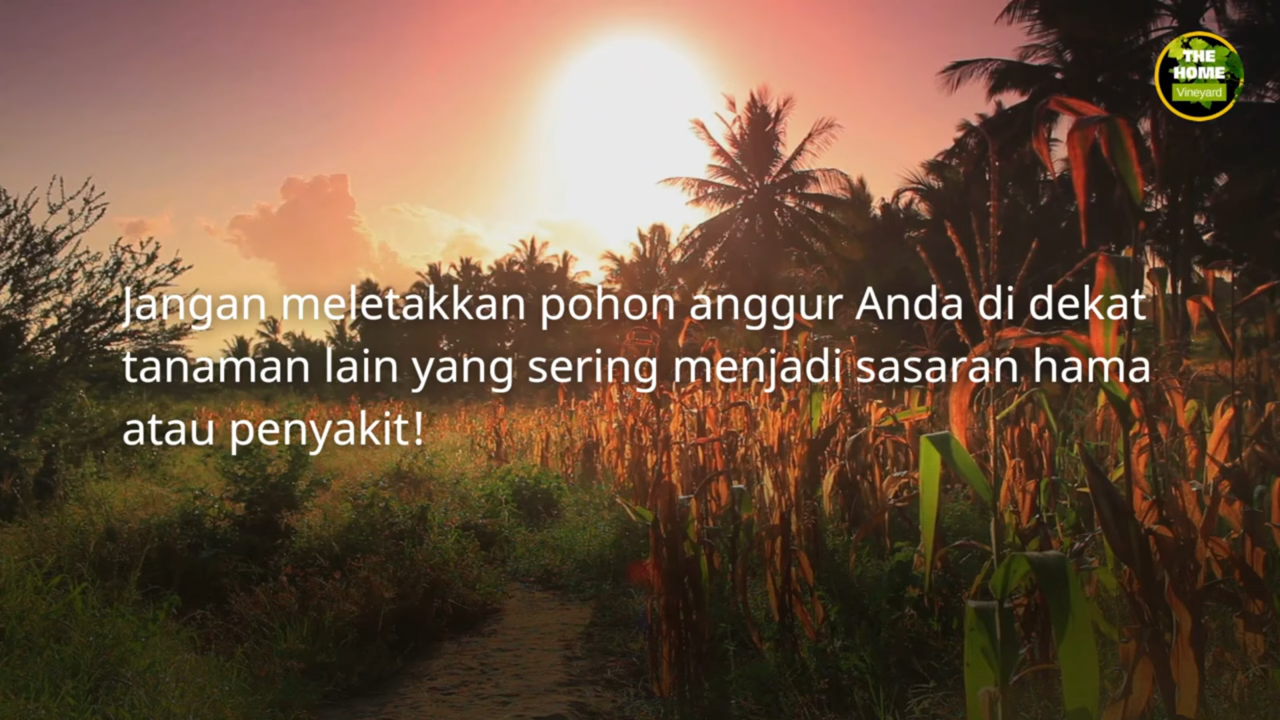 THE
HOME
Vineyard
Jangan meletakkan pohon anggur Anda di dekat
tanaman lain yang sering menjadi sasaran hama
atau penyakit!